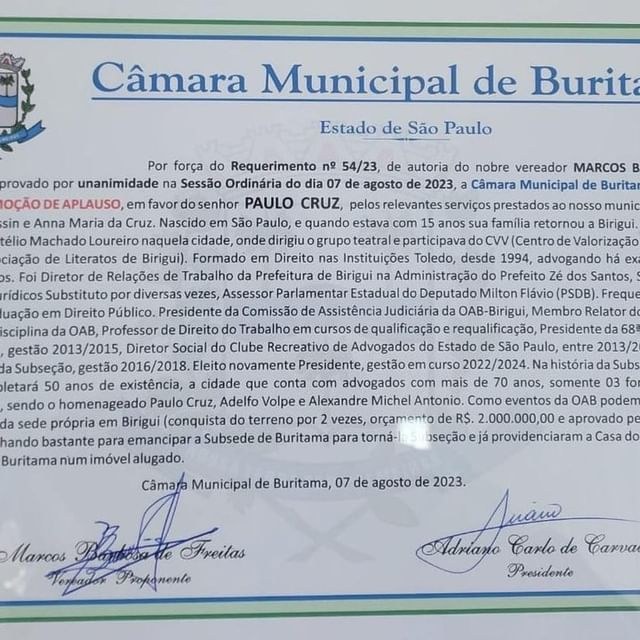 Câmara Municipal de Burita
Estado de São Paulo
Por força do Requerimento nº 54/23, de autoria do nobre vereador MARCOS B
provado por unanimidade na Sessão Ordinária do dia 07 de agosto de 2023, a Câmara Municipal de Buritam
MOÇÃO DE APLAUSO, em favor do senhor PAULO CRUZ, pelos relevantes serviços prestados ao nosso munic
ssin e Anna Maria da Cruz. Nascido em São Paulo, e quando estava com 15 anos sua família retornou a Birigui.
télio Machado Loureiro naquela cidade, onde dirigiu o grupo teatral e participava do CVV (Centro de Valorização
ociação de Literatos de Birigui). Formado em Direito nas Instituições Toledo, desde 1994, advogando há exa
os. Foi Diretor de Relações de Trabalho da Prefeitura de Birigui na Administração do Prefeito Zé dos Santos, S
urídicos Substituto por diversas vezes, Assessor Parlamentar Estadual do Deputado Milton Flávio (PSDB). Freque
duação em Direito Público. Presidente da Comissão de Assistência Judiciária da OAB-Birigui, Membro Relator do
isciplina da OAB, Professor de Direito do Trabalho em cursos de qualificação e requalificação, Presidente da 68ª
, gestão 2013/2015, Diretor Social do Clube Recreativo de Advogados do Estado de São Paulo, entre 2013/20
da Subseção, gestão 2016/2018. Eleito novamente Presidente, gestão em curso 2022/2024. Na história da Subs
pletará 50 anos de existência, a cidade que conta com advogados com mais de 70 anos, somente 03 for
, sendo o homenageado Paulo Cruz, Adelfo Volpe e Alexandre Michel Antonio. Como eventos da OAB podem
da sede própria em Birigui (conquista do terreno por 2 vezes, orçamento de R$. 2.000.000,00 e aprovado pe
hando bastante para emancipar a Subsede de Buritama para torná-la Subseção e já providenciaram a Casa do
Buritama num imóvel alugado.
Câmara Municipal de Buritama, 07 de agosto de 2023.
Marcos Barbosa de Freitas
Vereador Proponente
Adriano Carlo de Carva
Presidente